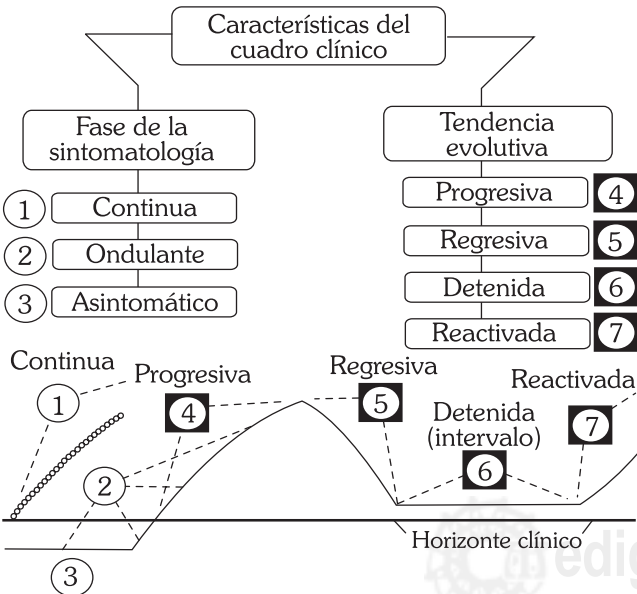 Características del
cuadro clínico
Fase de la
sintomatología
1 Continua
2 Ondulante
3 Asintomático
Tendencia
evolutiva
Progresiva 4
Regresiva 5
Detenida 6
Reactivada 7
Continua
1
Progresiva
4
2
3
Regresiva
5
Detenida
(intervalo)
6
Reactivada
7
Horizonte clínico
edig